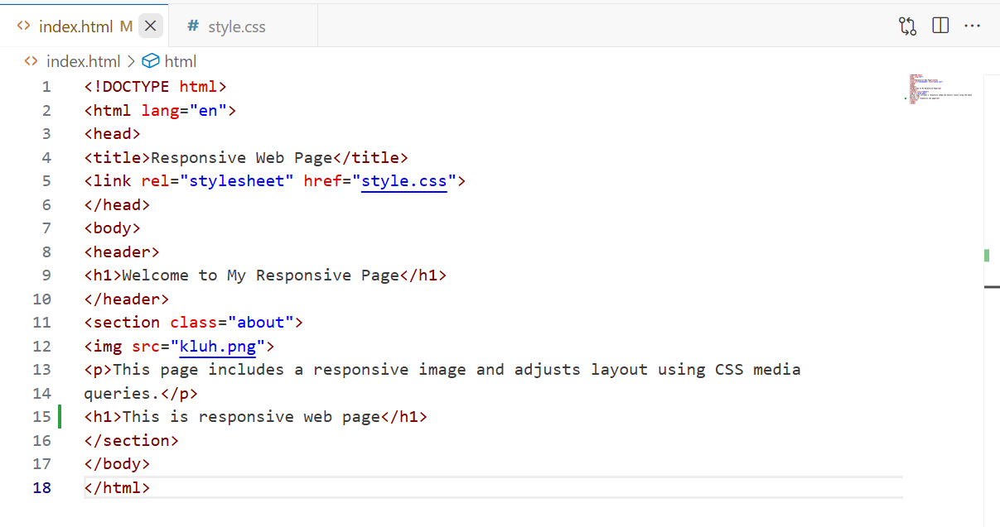 index.html M
# style.css
index.html > html
1 <!DOCTYPE html>
2 <html lang="en">
3 <head>
4 <title>Responsive Web Page</title>
5 <link rel="stylesheet" href="style.css">
6 </head>
7 <body>
8 <header>
9 <h1>Welcome to My Responsive Page</h1>
10 </header>
11 <section class="about">
12 <img src="kluh.png">
13 <p>This page includes a responsive image and adjusts layout using CSS media
14 queries.</p>
15 <h1>This is responsive web page</h1>
16 </section>
17 </body>
18 </html>